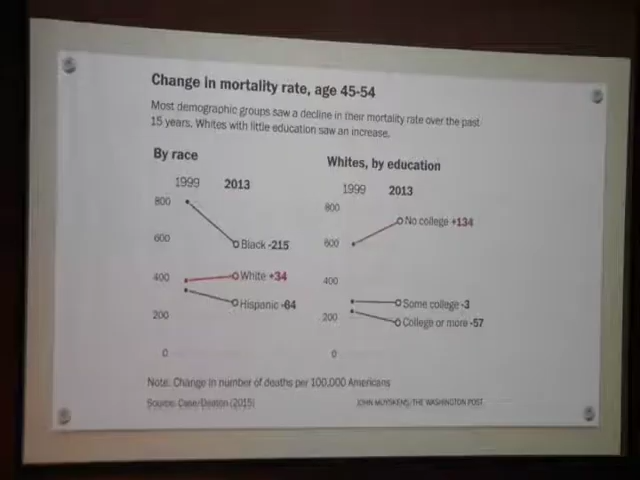 Change in mortality rate, age 45-54
Most demographic groups saw a decline in their mortality rate over the past
15 years. Whites with little education saw an increase.
By race
1999 2013
800
600
400
200
0
Black -215
White +34
Hispanic -64
Whites, by education
1999 2013
800
600
400
200
0
No college +134
Some college -3
College or more -57
Note: Change in number of deaths per 100,000 Americans
Source: Case/Deaton (2015)
JOHN MUYSKENS/THE WASHINGTON POST